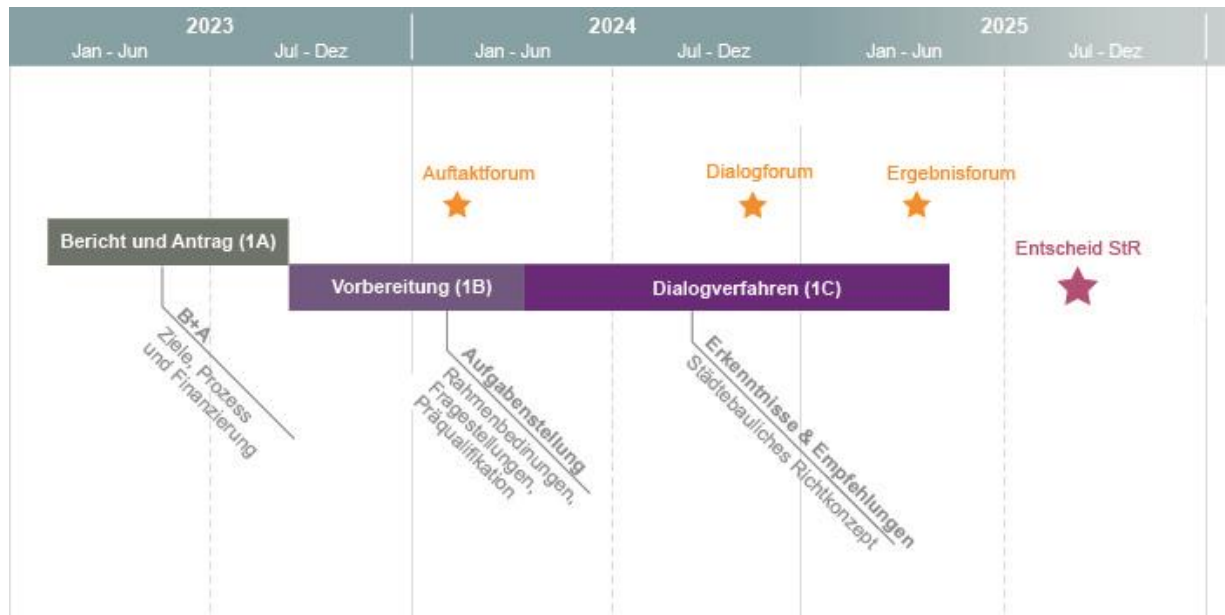 2023
2024
2025
Jan - Jun
Jul - Dez
Jan - Jun
Jul - Dez
Jan - Jun
Jul - Dez
Auftaktforum
Dialogforum
Ergebnisforum
Bericht und Antrag (1A)
Entscheid StR
Vorbereitung (1B)
Dialogverfahren (1C)
B+A
Ziele, Prozess
und Finanzierung
Aufgabenstellung
Rahmenbedinungen,
Fragestellungen,
Präqualifikation
Erkenntnisse & Empfehlungen
Städtebauliches Richtkonzept